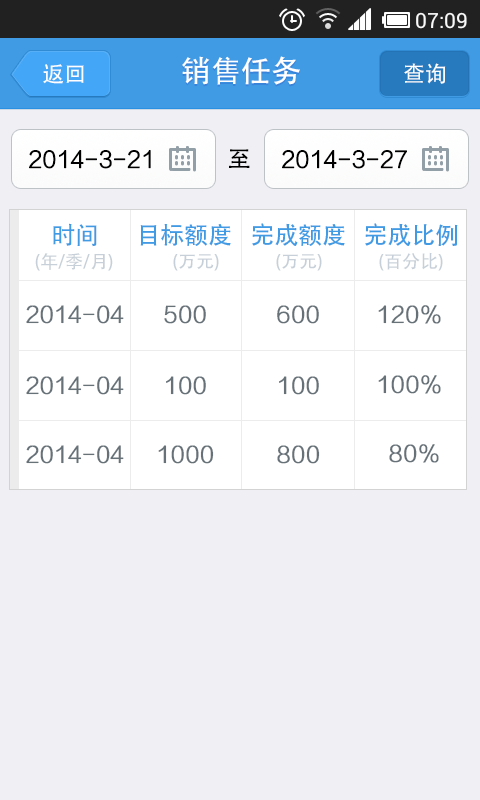 07:09
返回 销售任务 查询
2014-3-21 至 2014-3-27
时间 目标额度 完成额度 完成比例
(年/季/月) (万元) (万元) (百分比)
2014-04 500 600 120%
2014-04 100 100 100%
2014-04 1000 800 80%